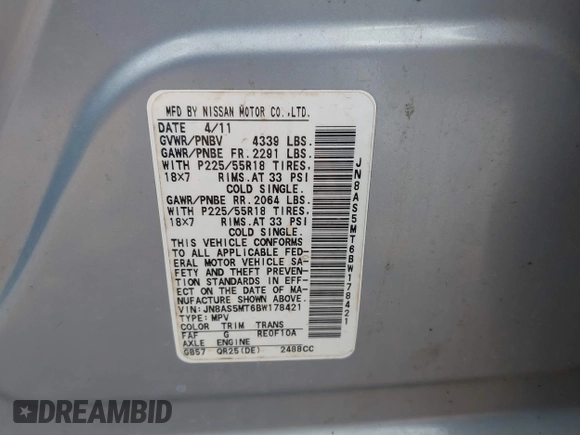 MFD BY NISSAN MOTOR CO.,LTD.
DATE 4/11
GVWR/PNBV 4339 LBS.
GAWR/PNBE FR. 2291 LBS.
WITH P225/55R18 TIRES.
18X7 RIMS.AT 33 PSI
COLD SINGLE.
GAWR/PNBE RR. 2064 LBS.
WITH P225/55R18 TIRES.
18X7 RIMS.AT 33 PSI
COLD SINGLE.
THIS VEHICLE CONFORMS
TO ALL APPLICABLE FED-
ERAL MOTOR VEHICLE SA-
FETY AND THEFT PREVEN-
TION STANDARDS IN EFF-
ECT ON THE DATE OF MA-
NUFACTURE SHOWN ABOVE.
VIN: JN8AS5MT6BW178421
TYPE: MPV
COLOR TRIM TRANS
FAF G RE0F10A
AXLE ENGINE
GB57 QR25(DE) 2488CC
JN8AS5MT6BW178421
DREAMBID